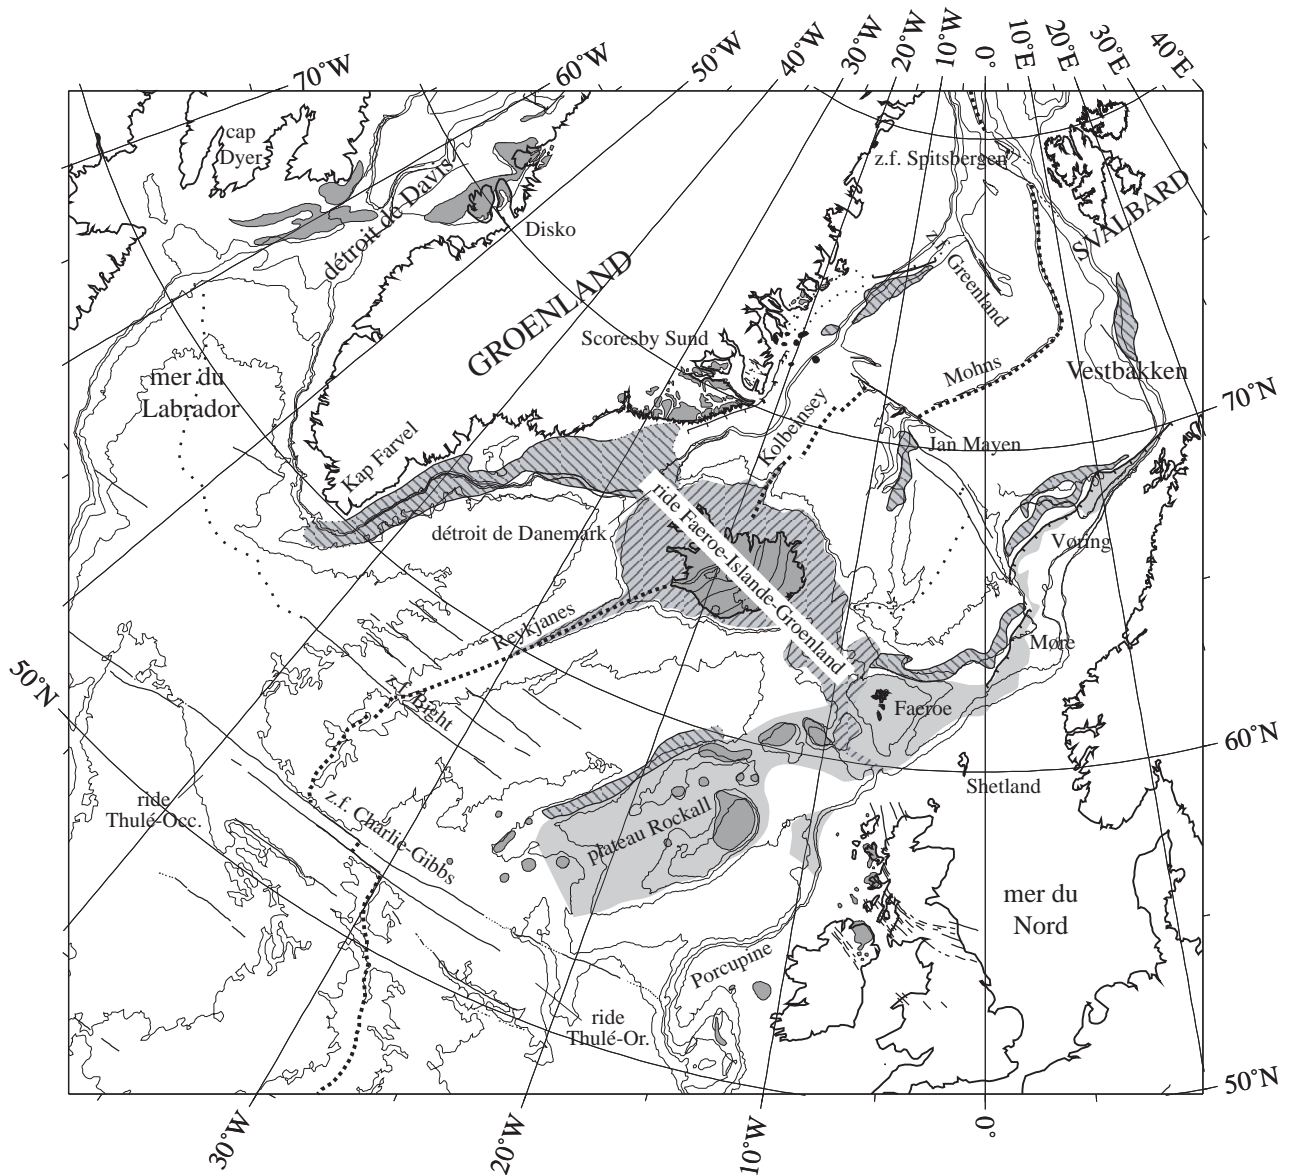 70°W
60°W
50°W
40°W
30°W
20°W
10°W
0°
10°E
20°E
30°E
40°E
cap
Dyer
z.f. Spitsbergen
détroit de Davis
SVALBARD
Disko
z.f. Greenland
GROENLAND
Scoresby Sund
mer du
Labrador
Mohns
Vestbakken
70°N
Kolbeinsey
Kap Farvel
Jan Mayen
ride Faeroe-Islande-Groenland
détroit de Danemark
Vøring
Reykjanes
Møre
50°N
z.f. Bight
Faeroe
60°N
Shetland
ride
Thulé-Occ.
z.f. Charlie-Gibbs
plateau Rockall
mer du
Nord
Porcupine
ride
Thulé-Or.
50°N
30°W
20°W
10°W
0°